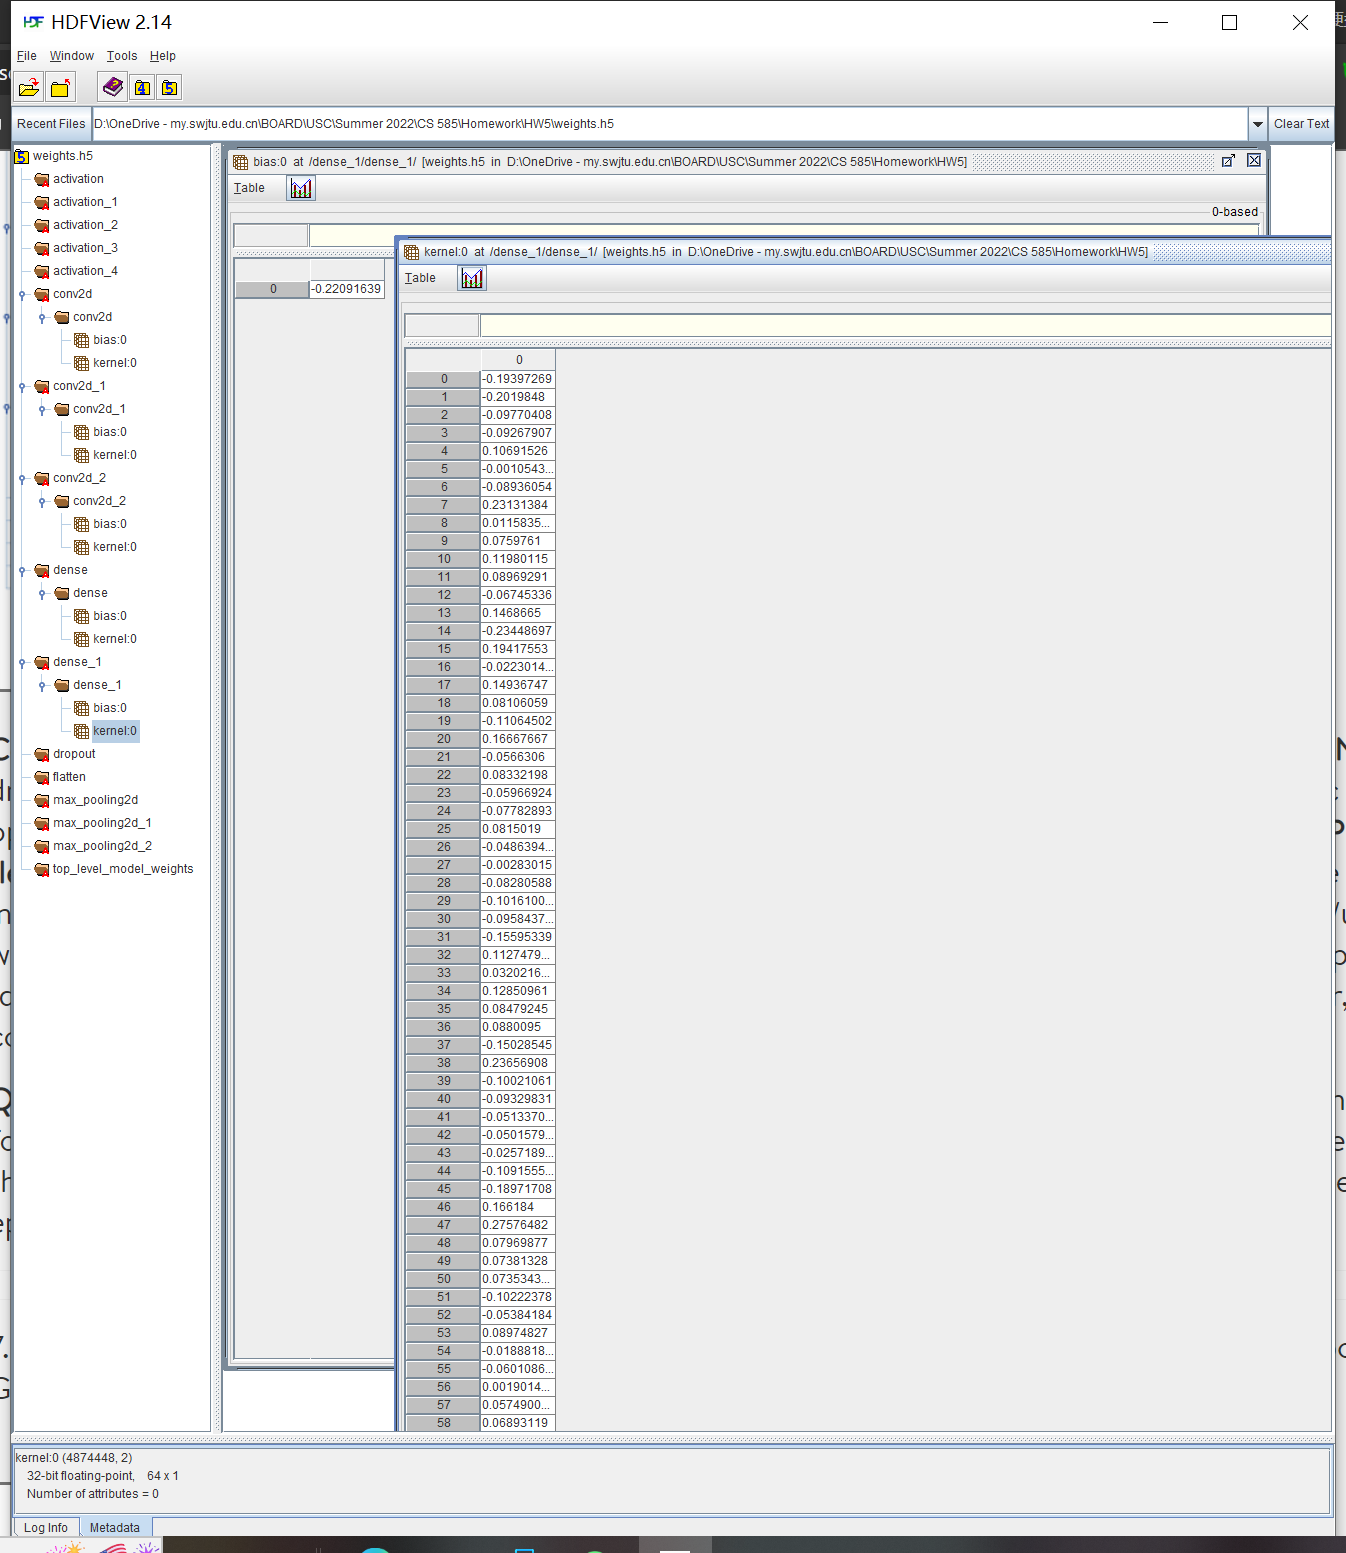 HDFView 2.14
File Window Tools Help
Recent Files D:\OneDrive - my.swjtu.edu.cn\BOARD\USC\Summer 2022\CS 585\Homework\HW5\weights.h5 Clear Text
weights.h5
activation
activation_1
activation_2
activation_3
activation_4
conv2d
conv2d
bias:0
kernel:0
conv2d_1
conv2d_1
bias:0
kernel:0
conv2d_2
conv2d_2
bias:0
kernel:0
dense
dense
bias:0
kernel:0
dense_1
dense_1
bias:0
kernel:0
dropout
flatten
max_pooling2d
max_pooling2d_1
max_pooling2d_2
top_level_model_weights
bias:0 at /dense_1/dense_1/ [weights.h5 in D:\OneDrive - my.swjtu.edu.cn\BOARD\USC\Summer 2022\CS 585\Homework\HW5]
Table
0-based
0 -0.22091639
kernel:0 at /dense_1/dense_1/ [weights.h5 in D:\OneDrive - my.swjtu.edu.cn\BOARD\USC\Summer 2022\CS 585\Homework\HW5]
Table
0
0 -0.19397269
1 -0.2019848
2 -0.09770408
3 -0.09267907
4 0.10691526
5 -0.0010543...
6 -0.08936054
7 0.23131384
8 0.0115835...
9 0.0759761
10 0.11980115
11 0.08969291
12 -0.06745336
13 0.1468665
14 -0.23448697
15 0.19417553
16 -0.0223014...
17 0.14936747
18 0.08106059
19 -0.11064502
20 0.16667667
21 -0.0566306
22 0.08332198
23 -0.05966924
24 -0.07782893
25 0.0815019
26 -0.0486394...
27 -0.00283015
28 -0.08280588
29 -0.1016100...
30 -0.0958437...
31 -0.15595339
32 0.1127479...
33 0.0320216...
34 0.12850961
35 0.08479245
36 0.0880095
37 -0.15028545
38 0.23656908
39 -0.10021061
40 -0.09329831
41 -0.0513370...
42 -0.0501579...
43 -0.0257189...
44 -0.1091555...
45 -0.18971708
46 0.166184
47 0.27576482
48 0.07969877
49 0.07381328
50 0.0735343...
51 -0.10222378
52 -0.05384184
53 0.08974827
54 -0.0188818...
55 -0.0601086...
56 0.0019014...
57 0.0574900...
58 0.06893119
kernel:0 (4874448, 2)
32-bit floating-point, 64 x 1
Number of attributes = 0
Log Info Metadata